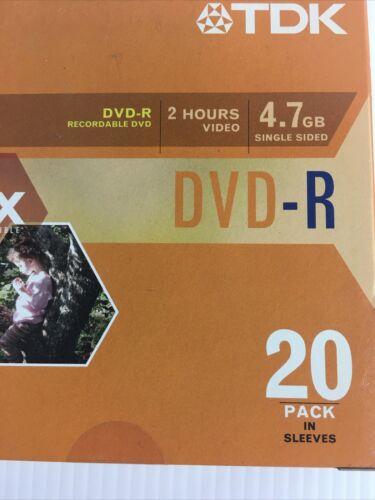 TDK
DVD-R
RECORDABLE DVD
2 HOURS
VIDEO
4.7GB
SINGLE SIDED
X
DVD-R
20
PACK
IN
SLEEVES